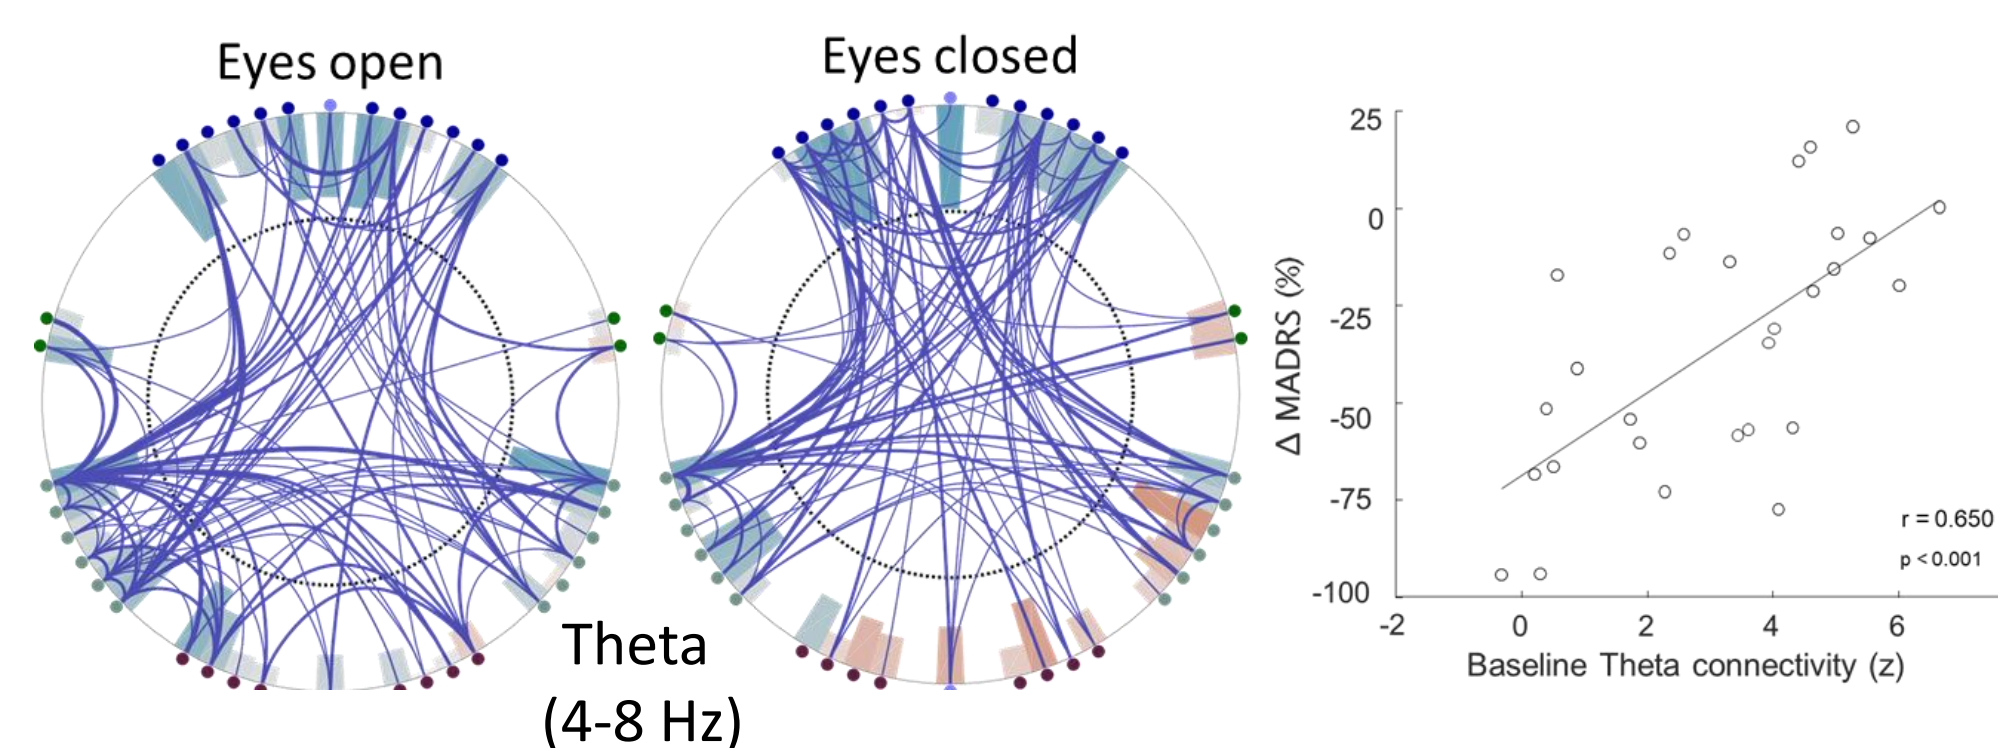 Eyes open
Eyes closed
Theta
(4-8 Hz)
Δ MADRS (%)
25
0
-25
-50
-75
-100
-2
0
2
4
6
Baseline Theta connectivity (z)
r = 0.650
p < 0.001